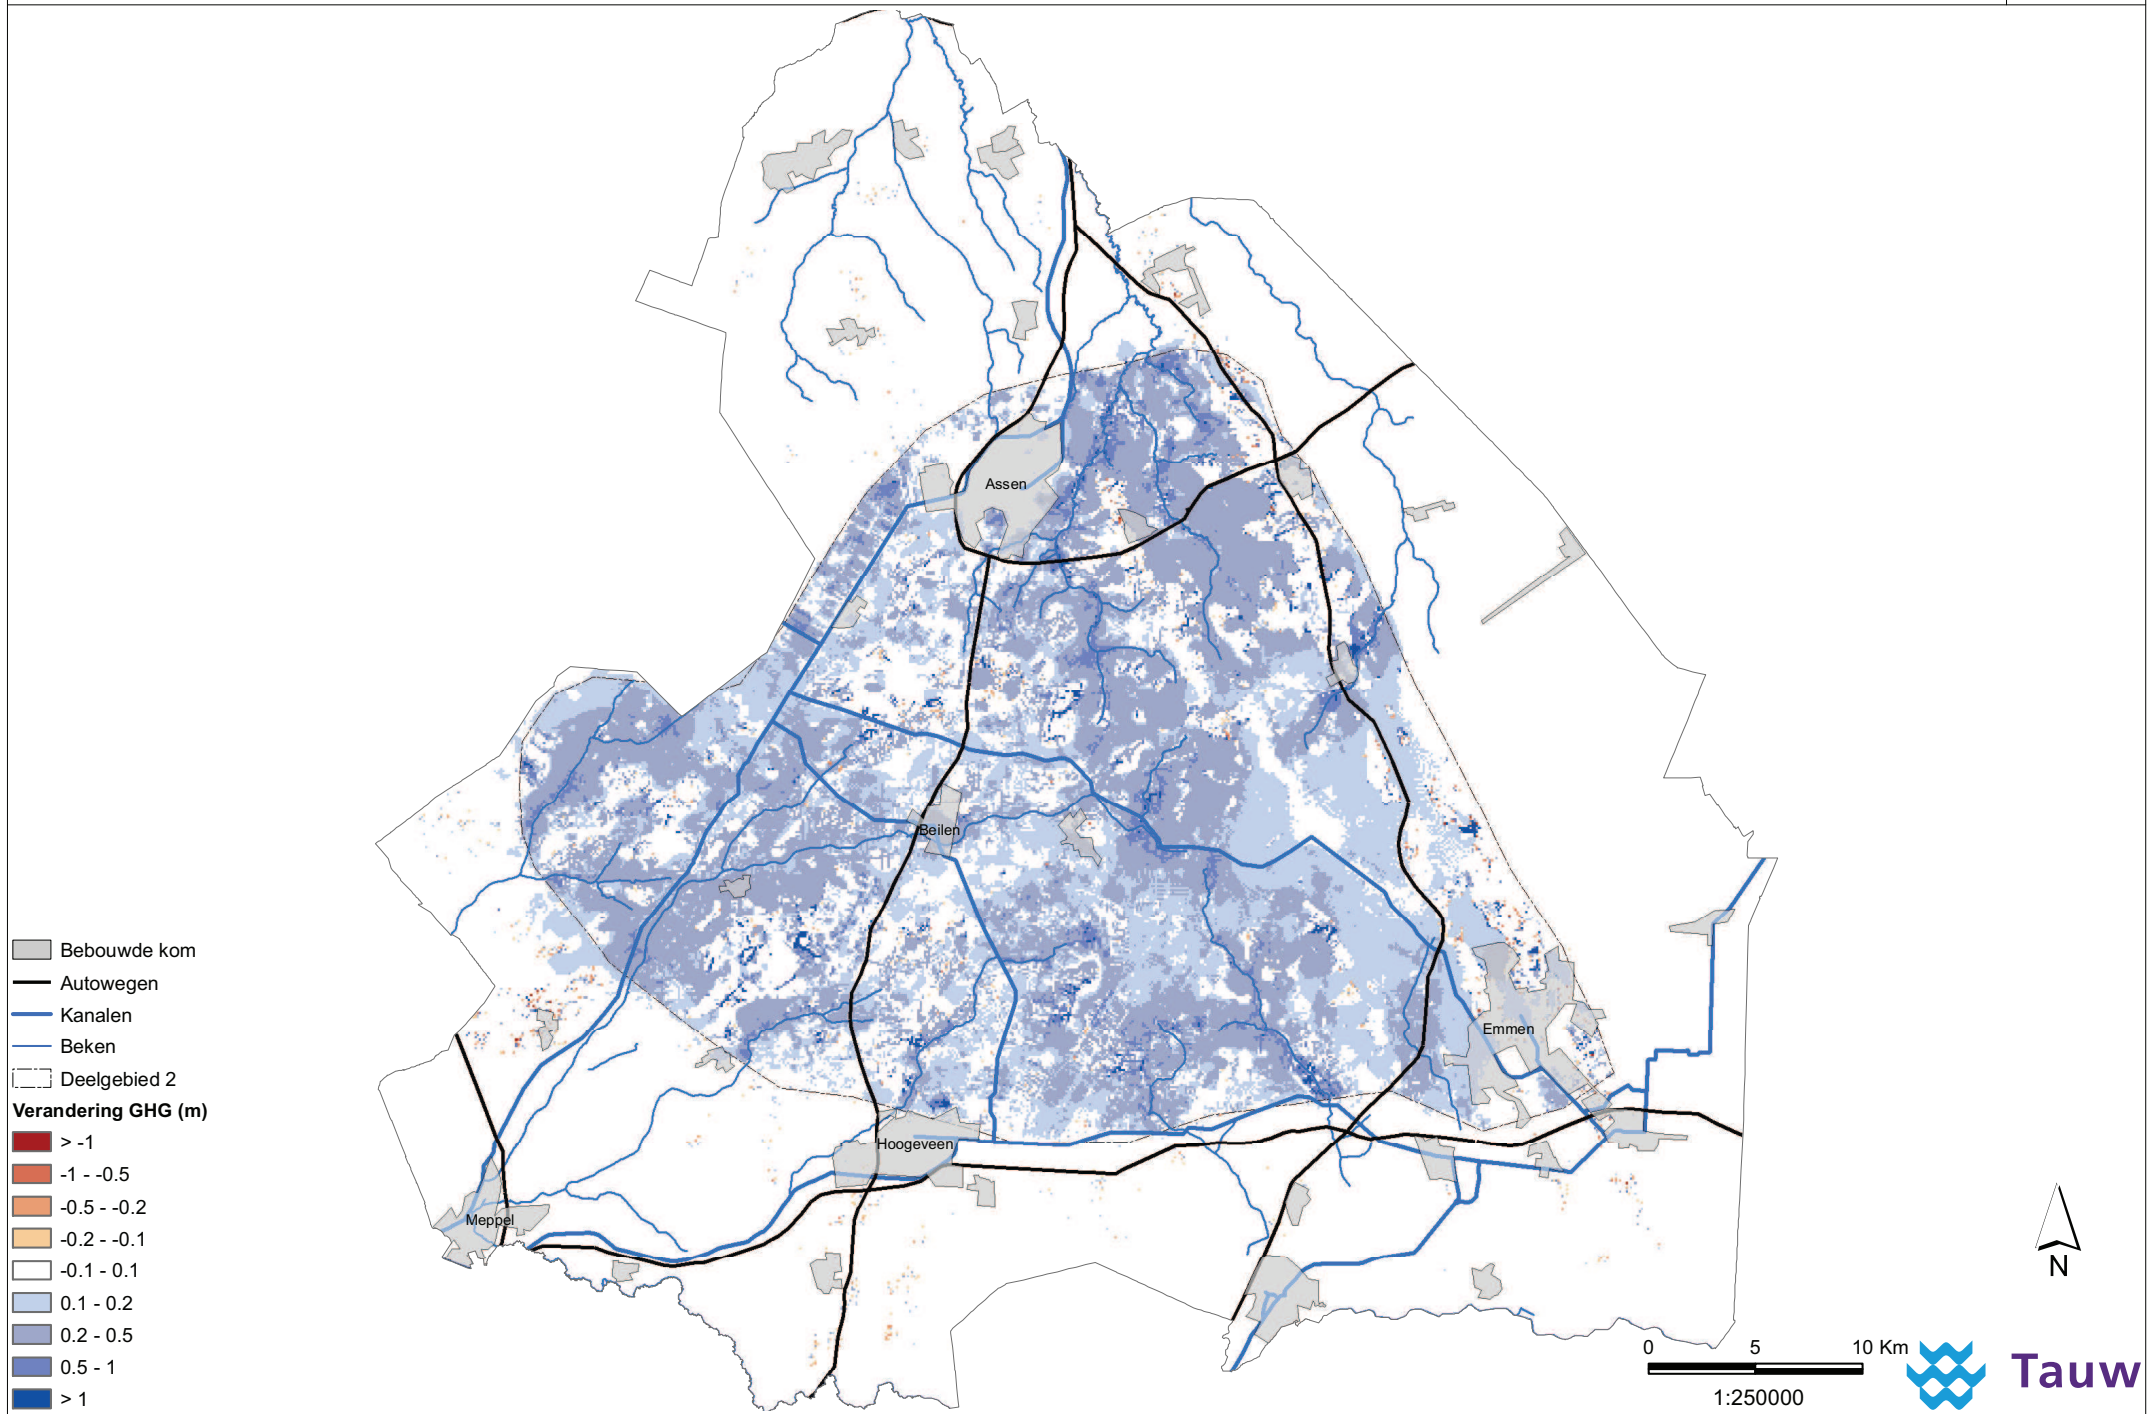 Assen
Beilen
Emmen
Hoogeveen
Meppel
Bebouwde kom
Autowegen
Kanalen
Beken
Deelgebied 2
Verandering GHG (m)
> -1
-1 - -0.5
-0.5 - -0.2
-0.2 - -0.1
-0.1 - 0.1
0.1 - 0.2
0.2 - 0.5
0.5 - 1
> 1
N
0 5 10 Km
1:250000
Tauw